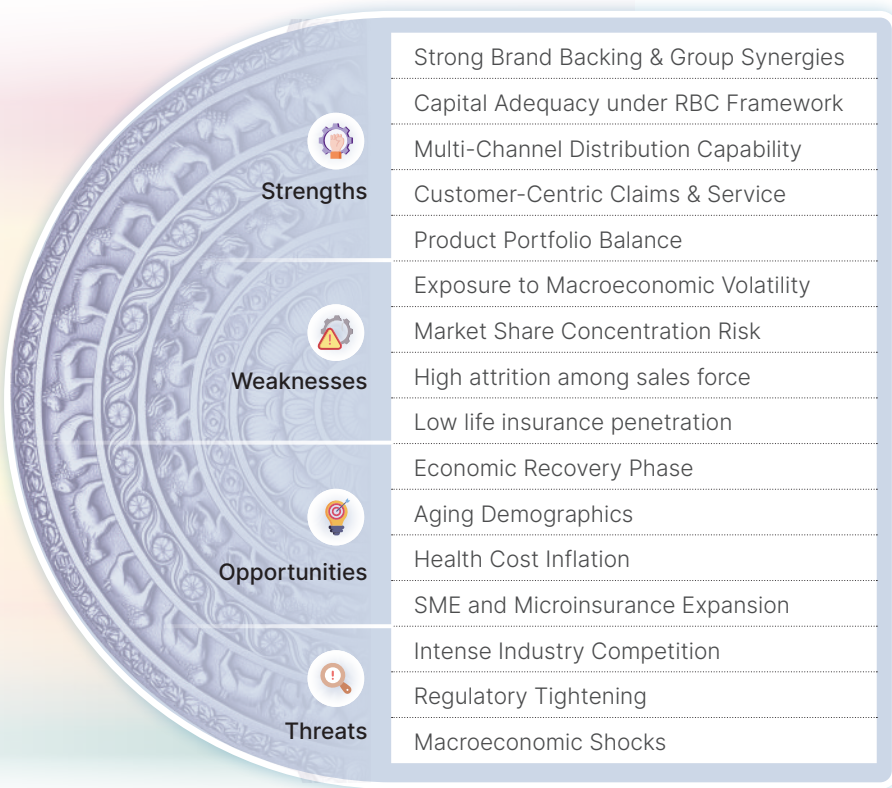 Strengths
Strong Brand Backing & Group Synergies
Capital Adequacy under RBC Framework
Multi-Channel Distribution Capability
Customer-Centric Claims & Service
Product Portfolio Balance
Weaknesses
Exposure to Macroeconomic Volatility
Market Share Concentration Risk
High attrition among sales force
Low life insurance penetration
Opportunities
Economic Recovery Phase
Aging Demographics
Health Cost Inflation
SME and Microinsurance Expansion
Threats
Intense Industry Competition
Regulatory Tightening
Macroeconomic Shocks